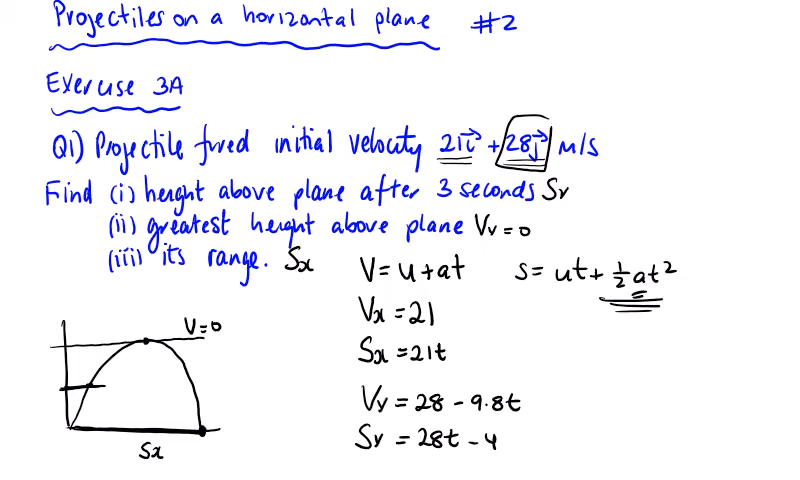 Projectiles on a horizontal plane #2
Exercise 3A
Q1) Projectile fired initial velocity 21i⃗ + 28j⃗ m/s
Find (i) height above plane after 3 seconds Sy
(ii) greatest height above plane Vy = 0
(iii) its range. Sx
V = u + at
s = ut + ½at²
Vx = 21
Sx = 21t
Vy = 28 - 9.8t
Sy = 28t - 4
V = 0
Sx